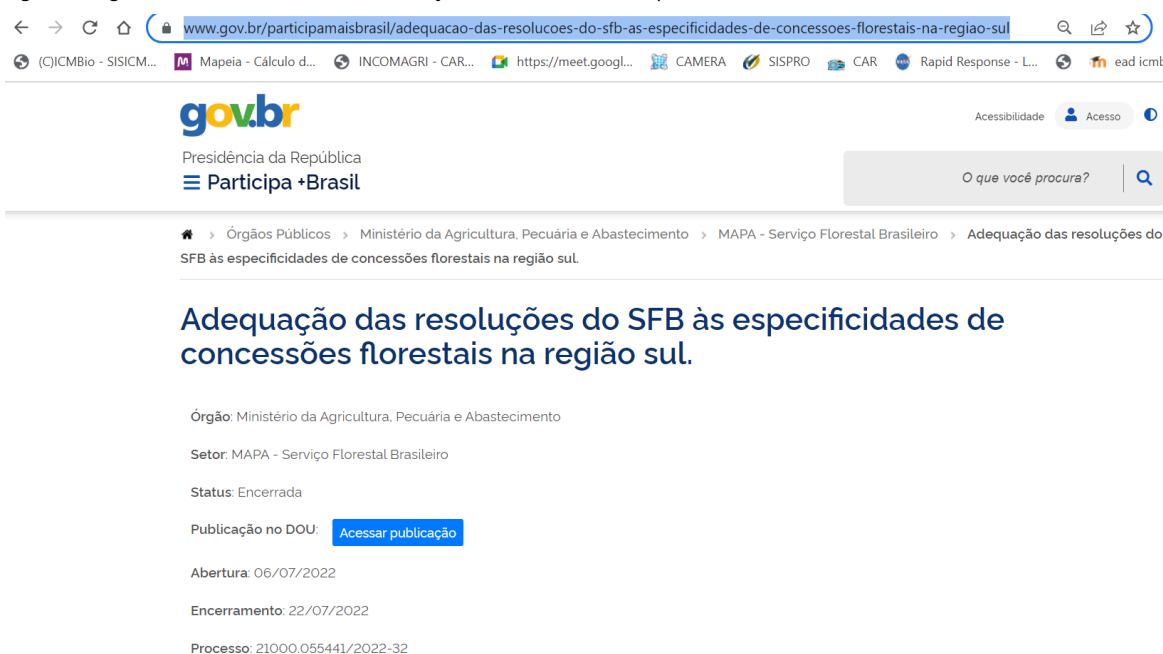 www.gov.br/participamaisbrasil/adequacao-das-resolucoes-do-sfb-as-especificidades-de-concessoes-florestais-na-regiao-sul
(C)ICMBio - SISICM... Mapeia - Cálculo d... INCOMAGRI - CAR... https://meet.googl... CAMERA SISPRO CAR Rapid Response - L... ead icmb
gov.br
Acessibilidade Acesso
Presidência da República
Participa +Brasil
O que você procura?
Órgãos Públicos > Ministério da Agricultura, Pecuária e Abastecimento > MAPA - Serviço Florestal Brasileiro > Adequação das resoluções do
SFB às especificidades de concessões florestais na região sul.
Adequação das resoluções do SFB às especificidades de
concessões florestais na região sul.
Órgão: Ministério da Agricultura, Pecuária e Abastecimento
Setor: MAPA - Serviço Florestal Brasileiro
Status: Encerrada
Publicação no DOU: Acessar publicação
Abertura: 06/07/2022
Encerramento: 22/07/2022
Processo: 21000.055441/2022-32